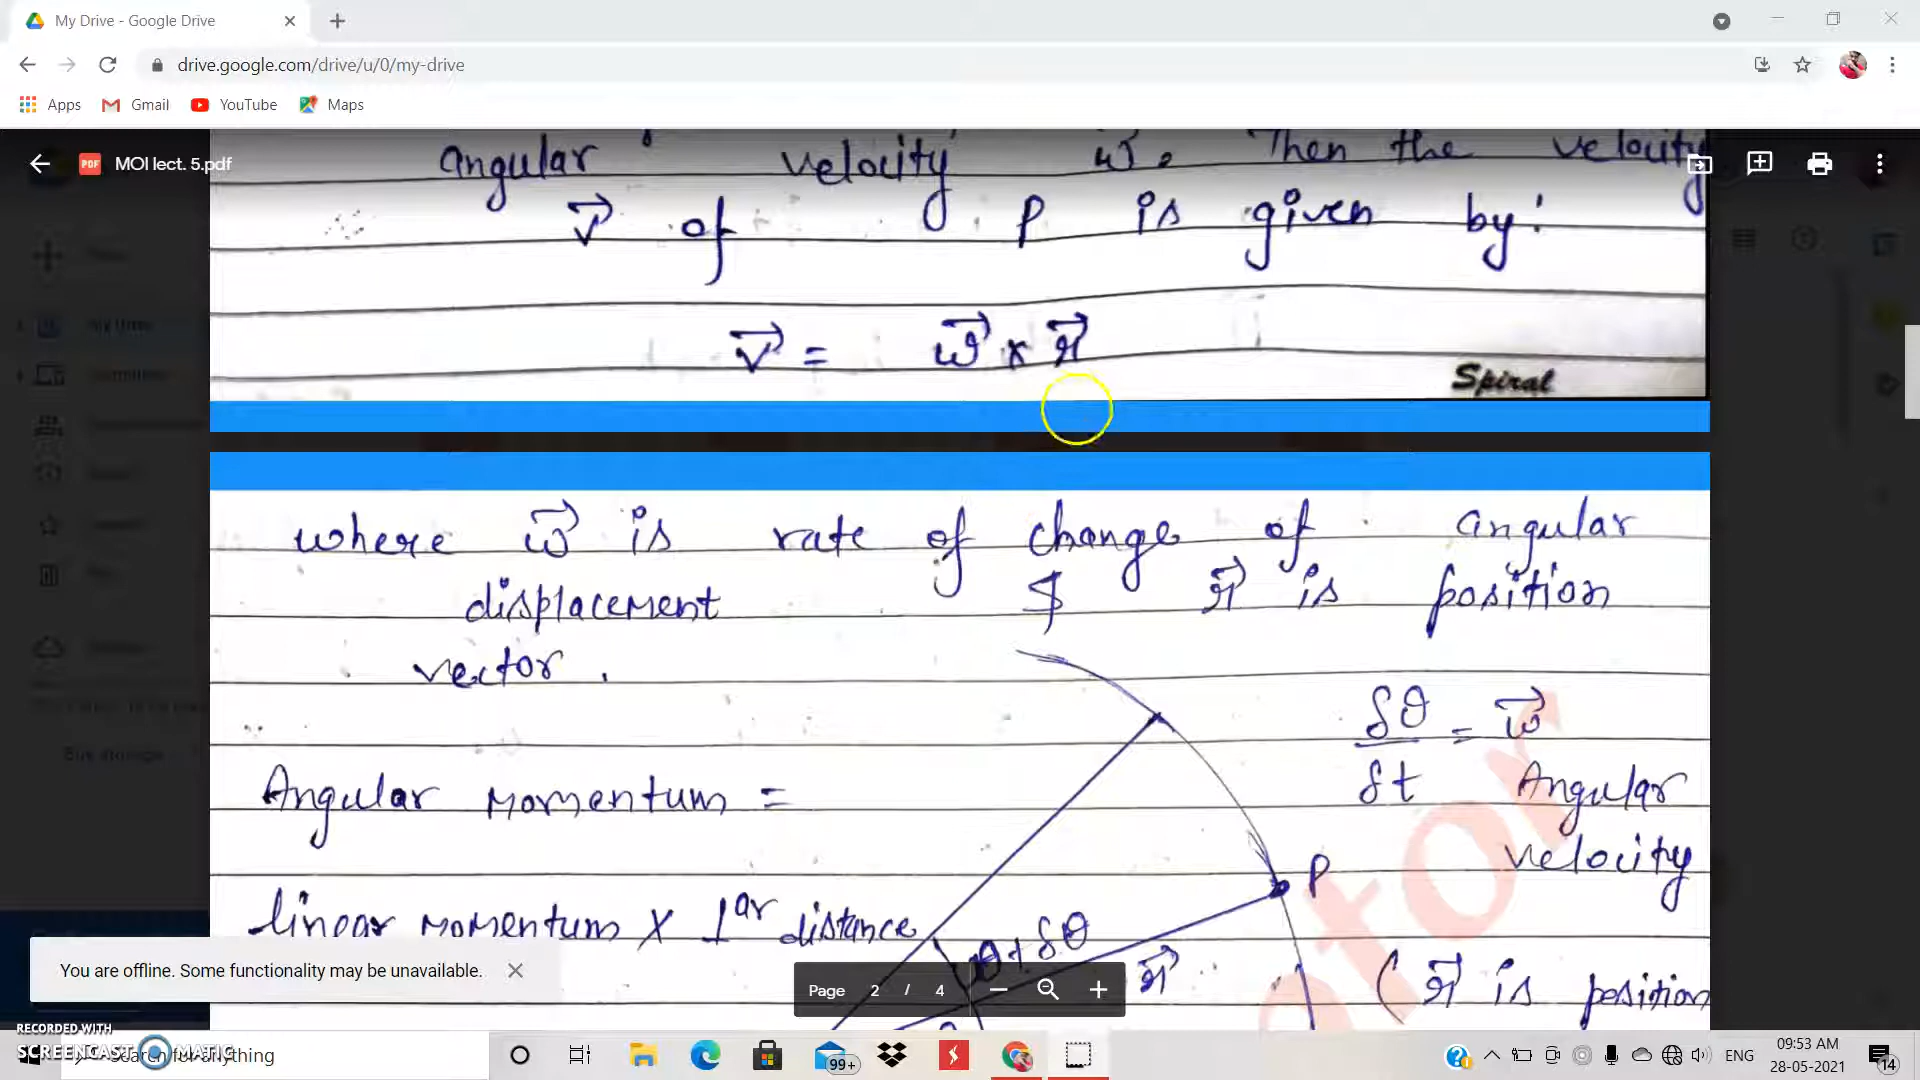 My Drive - Google Drive
drive.google.com/drive/u/0/my-drive
Apps Gmail YouTube Maps
MOI lect. 5.pdf
angular velocity w. Then the velocity
v⃗ of P is given by:
v⃗ = ω⃗ × r⃗
Spiral
where ω⃗ is rate of change of angular
displacement & r⃗ is position
vector.
δθ/δt = ω⃗
Angular velocity
Angular momentum =
P
linear momentum × ⊥ar distance
θ + δθ
r⃗
( r⃗ is position
You are offline. Some functionality may be unavailable.
Page 2 / 4
RECORDED WITH
SCREENCAST MATIC
Search for anything
99+
ENG
09:53 AM
28-05-2021
14